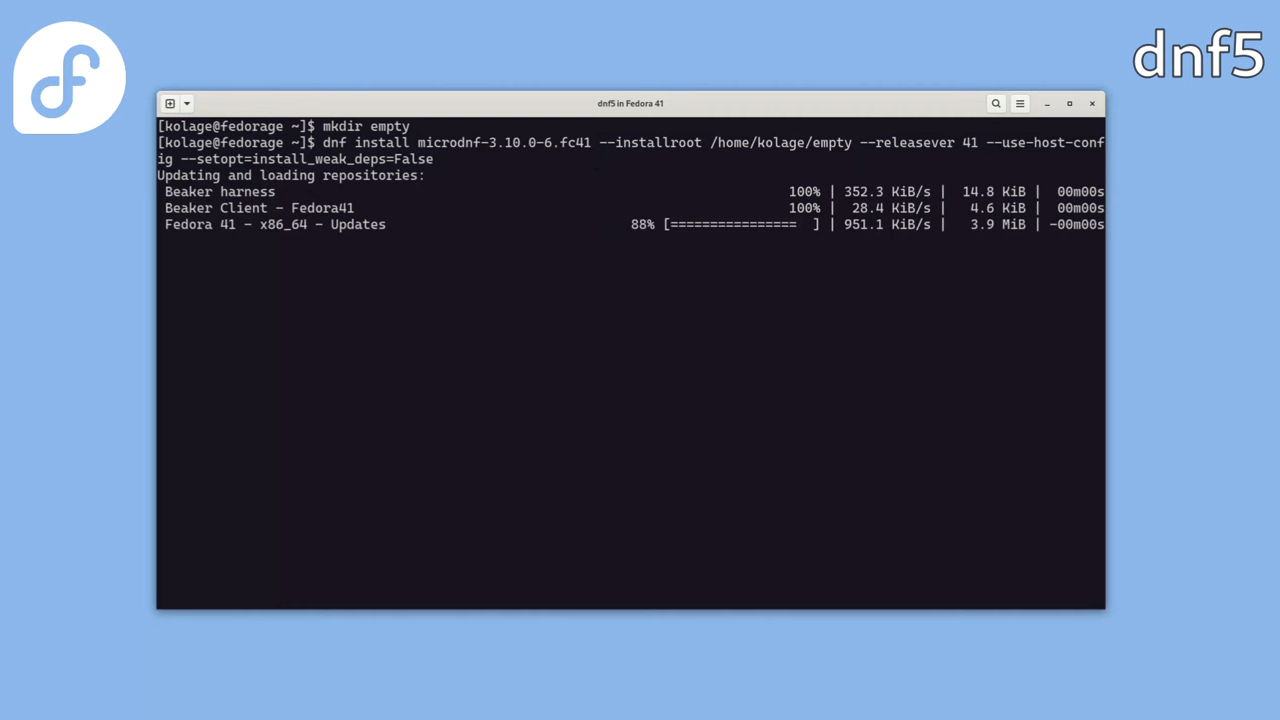 dnf5
dnf5 in Fedora 41
[kolage@fedorage ~]$ mkdir empty
[kolage@fedorage ~]$ dnf install microdnf-3.10.0-6.fc41 --installroot /home/kolage/empty --releasever 41 --use-host-conf
ig --setopt=install_weak_deps=False
Updating and loading repositories:
Beaker harness 100% | 352.3 KiB/s | 14.8 KiB | 00m00s
Beaker Client - Fedora41 100% | 28.4 KiB/s | 4.6 KiB | 00m00s
Fedora 41 - x86_64 - Updates 88% [================  ] | 951.1 KiB/s | 3.9 MiB | -00m00s